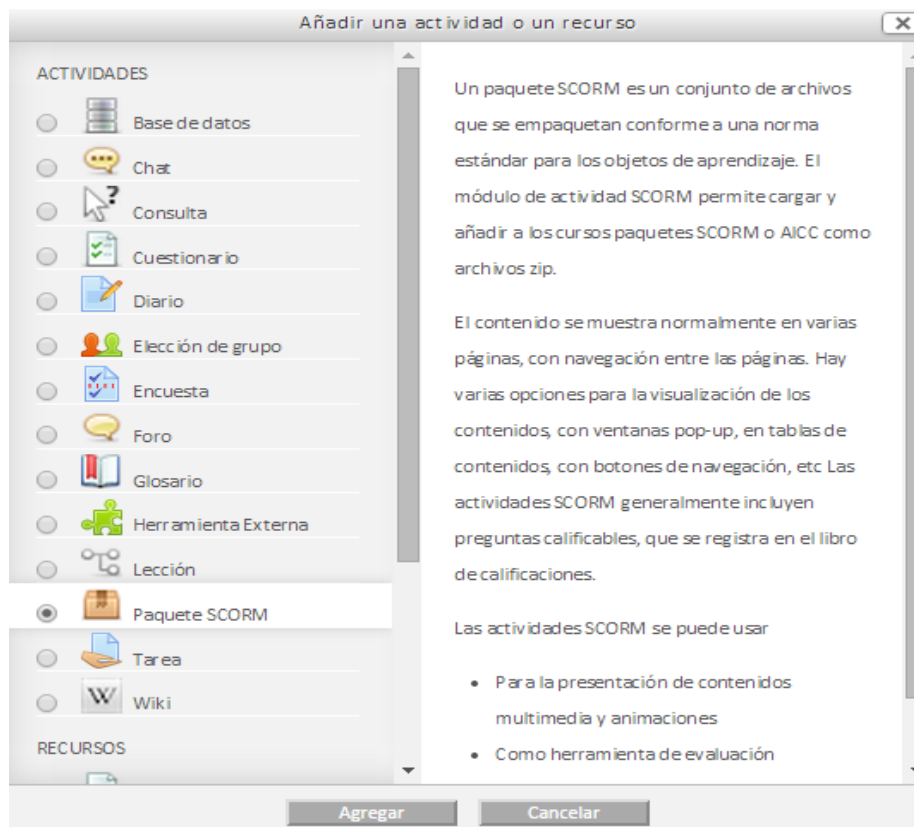 Añadir una actividad o un recurso
ACTIVIDADES
Base de datos
Chat
Consulta
Cuestionario
Diario
Elección de grupo
Encuesta
Foro
Glosario
Herramienta Externa
Lección
Paquete SCORM
Tarea
Wiki
RECURSOS
Un paquete SCORM es un conjunto de archivos
que se empaquetan conforme a una norma
estándar para los objetos de aprendizaje. El
módulo de actividad SCORM permite cargar y
añadir a los cursos paquetes SCORM o AICC como
archivos zip.
El contenido se muestra normalmente en varias
páginas, con navegación entre las páginas. Hay
varias opciones para la visualización de los
contenidos, con ventanas pop-up, en tablas de
contenidos, con botones de navegación, etc Las
actividades SCORM generalmente incluyen
preguntas calificables, que se registra en el libro
de calificaciones.
Las actividades SCORM se puede usar
• Para la presentación de contenidos
multimedia y animaciones
• Como herramienta de evaluación
Agregar
Cancelar